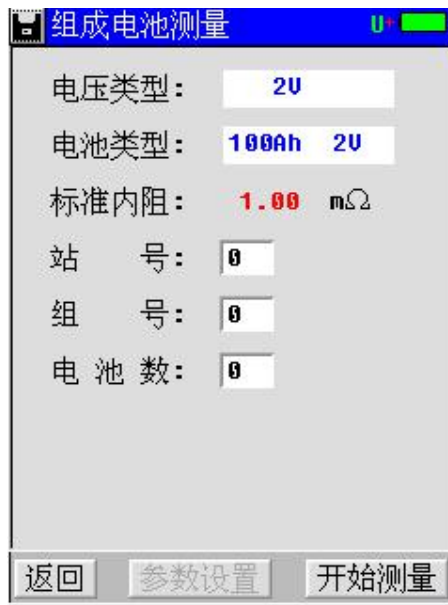 组成电池测量 U+
电压类型: 2V
电池类型: 100Ah 2V
标准内阻: 1.00 mΩ
站 号: 0
组 号: 0
电 池 数: 0
返回 参数设置 开始测量